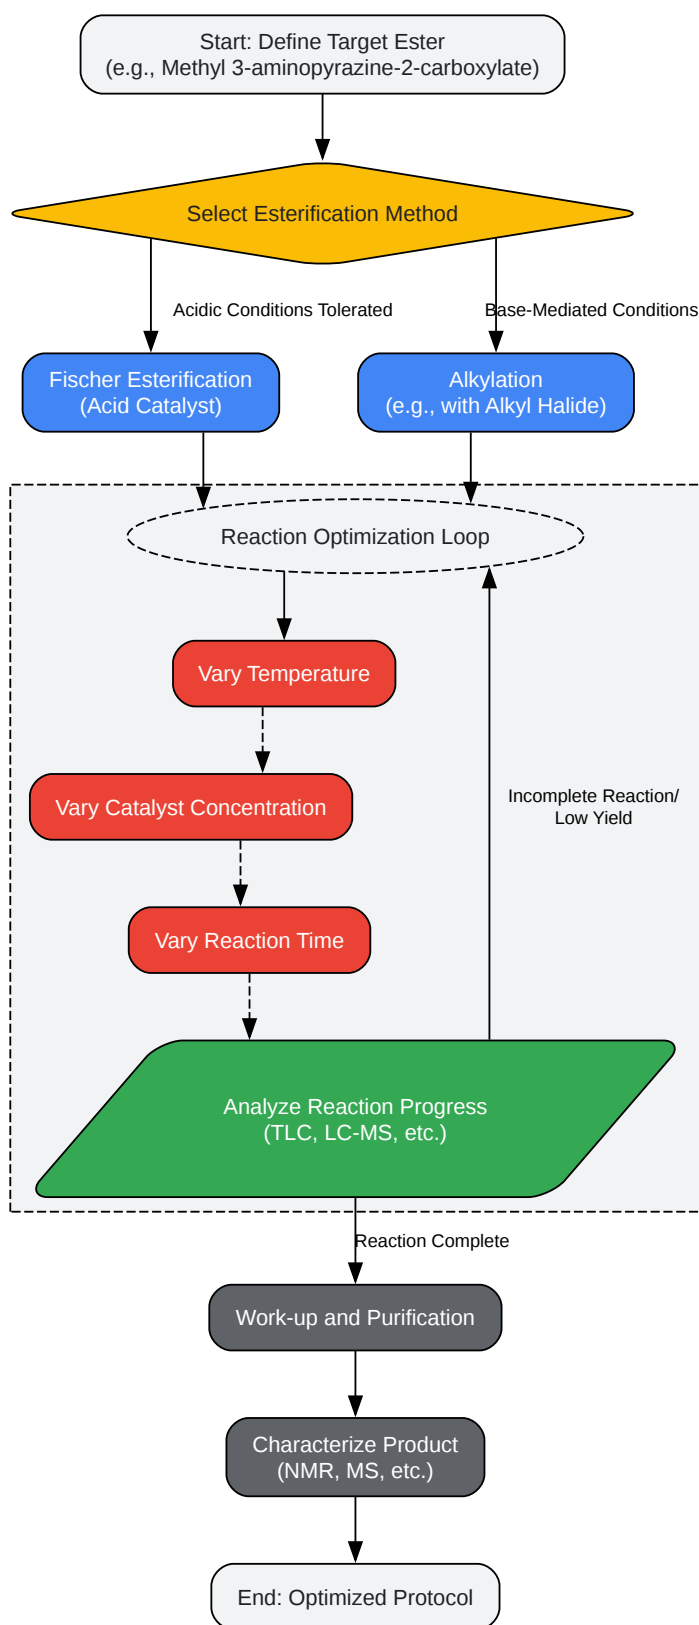 Start: Define Target Ester
(e.g., Methyl 3-aminopyrazine-2-carboxylate)
Select Esterification Method
Acidic Conditions Tolerated
Base-Mediated Conditions
Fischer Esterification
(Acid Catalyst)
Alkylation
(e.g., with Alkyl Halide)
Reaction Optimization Loop
Vary Temperature
Vary Catalyst Concentration
Incomplete Reaction/
Low Yield
Vary Reaction Time
Analyze Reaction Progress
(TLC, LC-MS, etc.)
Reaction Complete
Work-up and Purification
Characterize Product
(NMR, MS, etc.)
End: Optimized Protocol